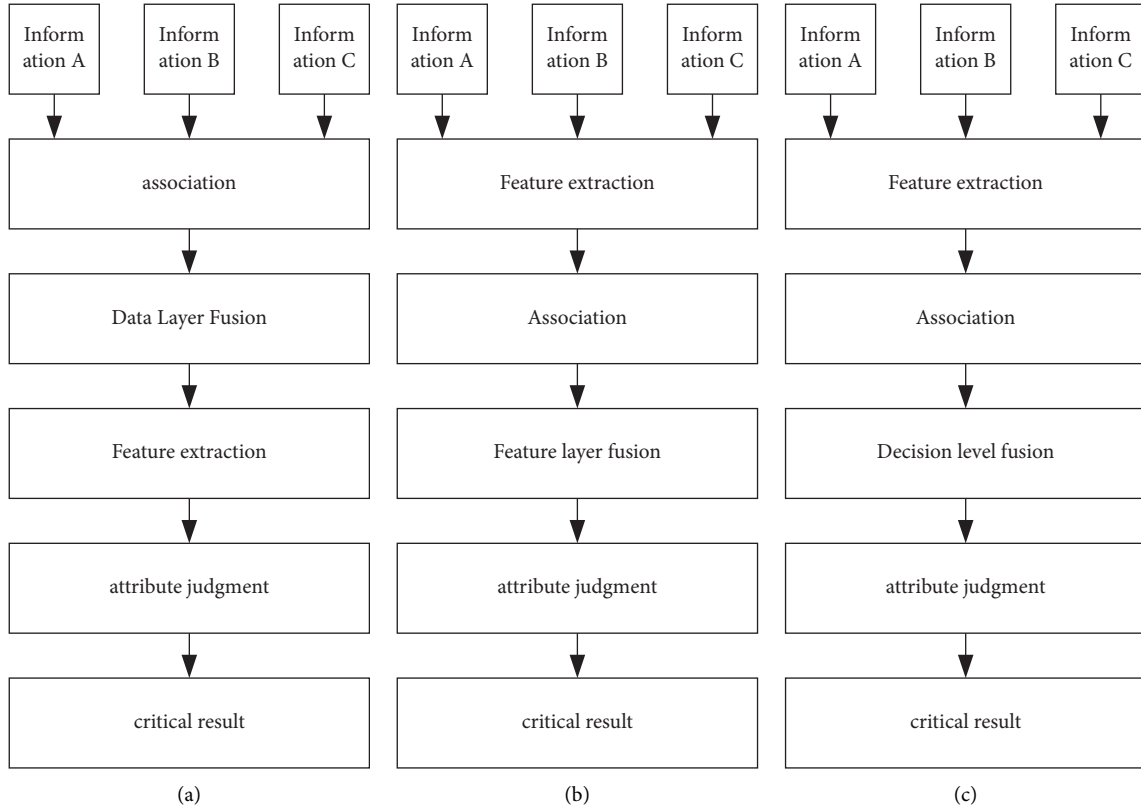 Inform
ation A
Inform
ation B
Inform
ation C
association
Data Layer Fusion
Feature extraction
attribute judgment
critical result
(a)
Inform
ation A
Inform
ation B
Inform
ation C
Feature extraction
Association
Feature layer fusion
attribute judgment
critical result
(b)
Inform
ation A
Inform
ation B
Inform
ation C
Feature extraction
Association
Decision level fusion
attribute judgment
critical result
(c)